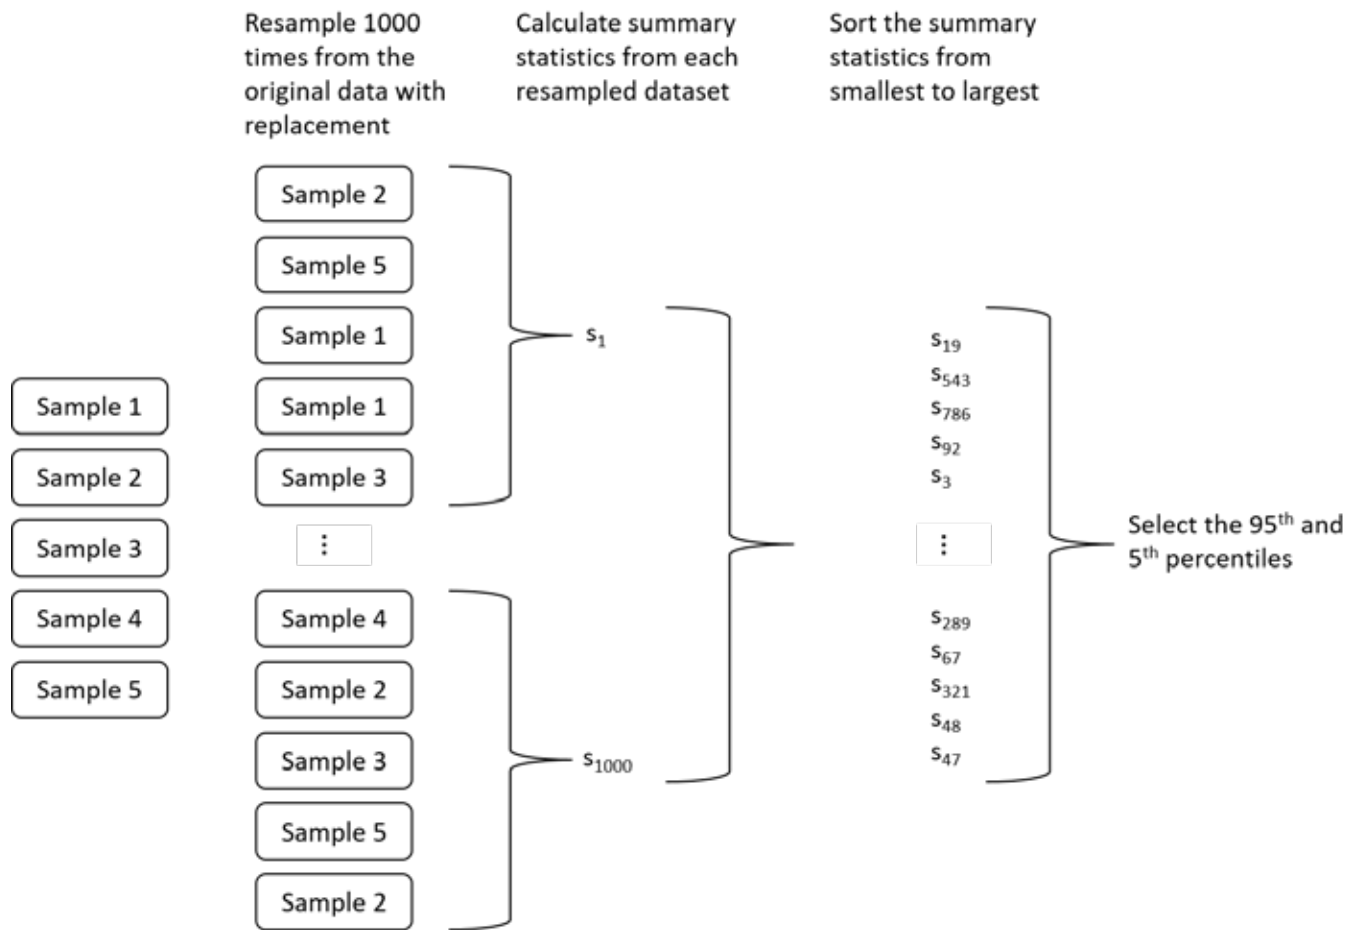 Resample 1000
times from the
original data with
replacement
Calculate summary
statistics from each
resampled dataset
Sort the summary
statistics from
smallest to largest
Sample 1
Sample 2
Sample 3
Sample 4
Sample 5
Sample 2
Sample 5
Sample 1
Sample 1
Sample 3
⋮
Sample 4
Sample 2
Sample 3
Sample 5
Sample 2
s₁
s₁₀₀₀
s₁₉
s₅₄₃
s₇₈₆
s₉₂
s₃
⋮
s₂₈₉
s₆₇
s₃₂₁
s₄₈
s₄₇
Select the 95ᵗʰ and
5ᵗʰ percentiles